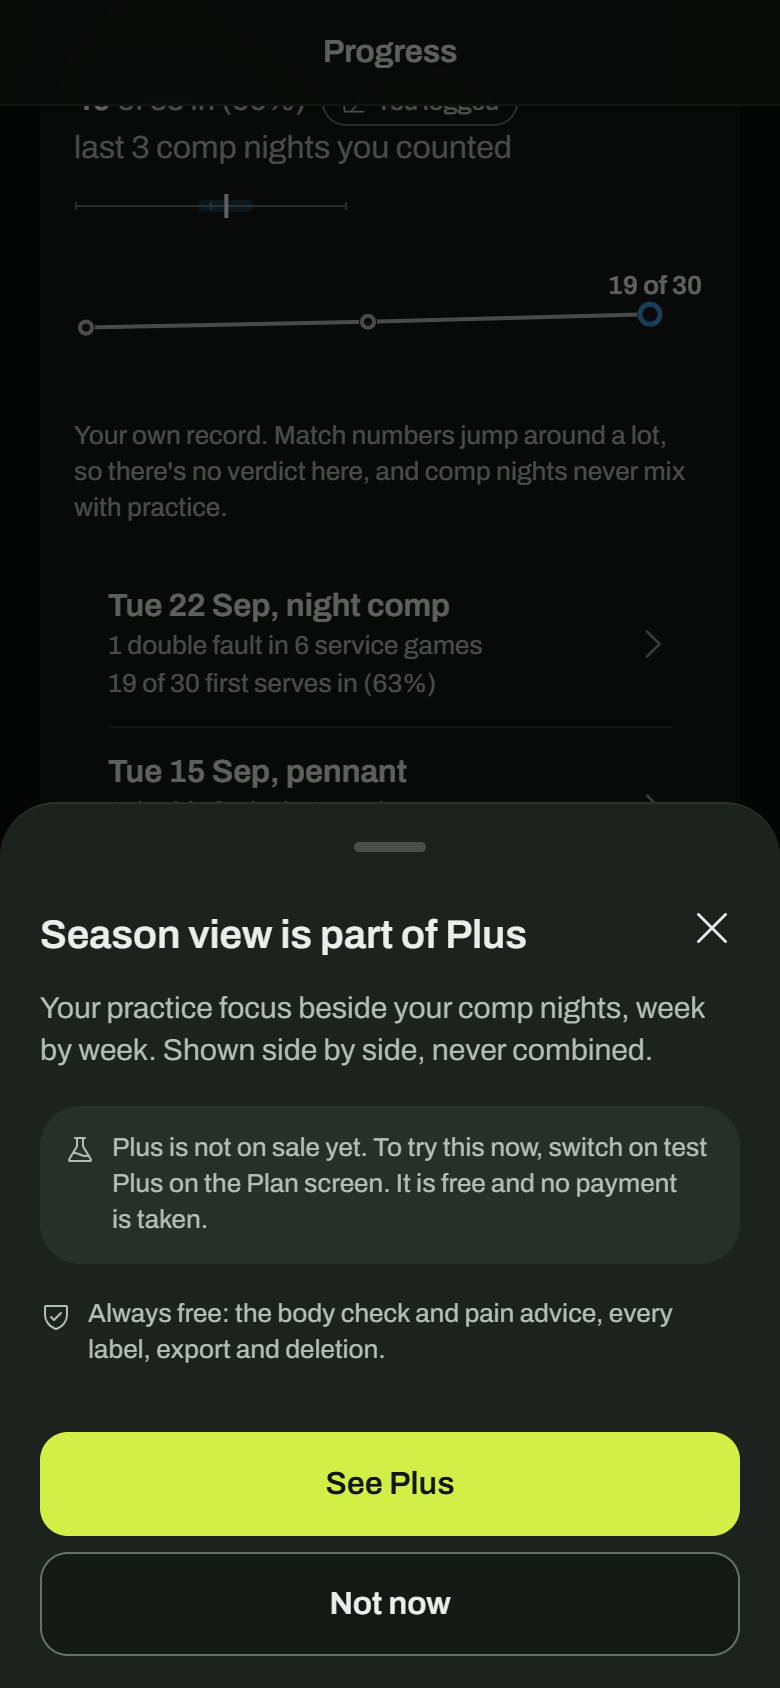 Progress
You logged
last 3 comp nights you counted
19 of 30
Your own record. Match numbers jump around a lot,
so there's no verdict here, and comp nights never mix
with practice.
Tue 22 Sep, night comp
1 double fault in 6 service games
19 of 30 first serves in (63%)
Tue 15 Sep, pennant
Season view is part of Plus
Your practice focus beside your comp nights, week
by week. Shown side by side, never combined.
Plus is not on sale yet. To try this now, switch on test
Plus on the Plan screen. It is free and no payment
is taken.
Always free: the body check and pain advice, every
label, export and deletion.
See Plus
Not now